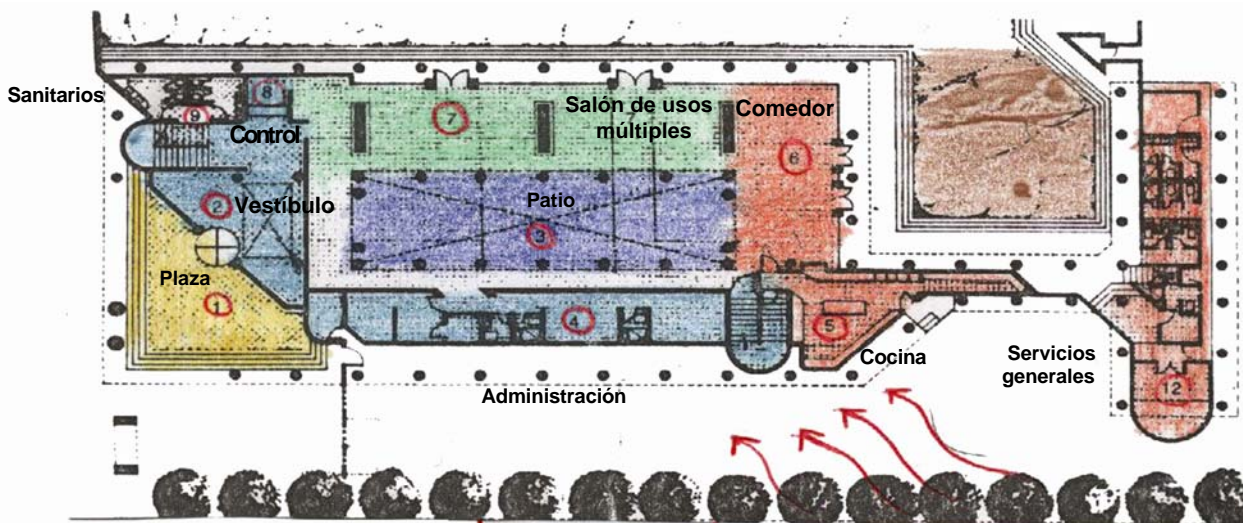 Sanitarios
8
9
Control
7
Salón de usos
múltiples
Comedor
6
2
Vestíbulo
Patio
3
Plaza
1
4
5
Cocina
Administración
Servicios
generales
12